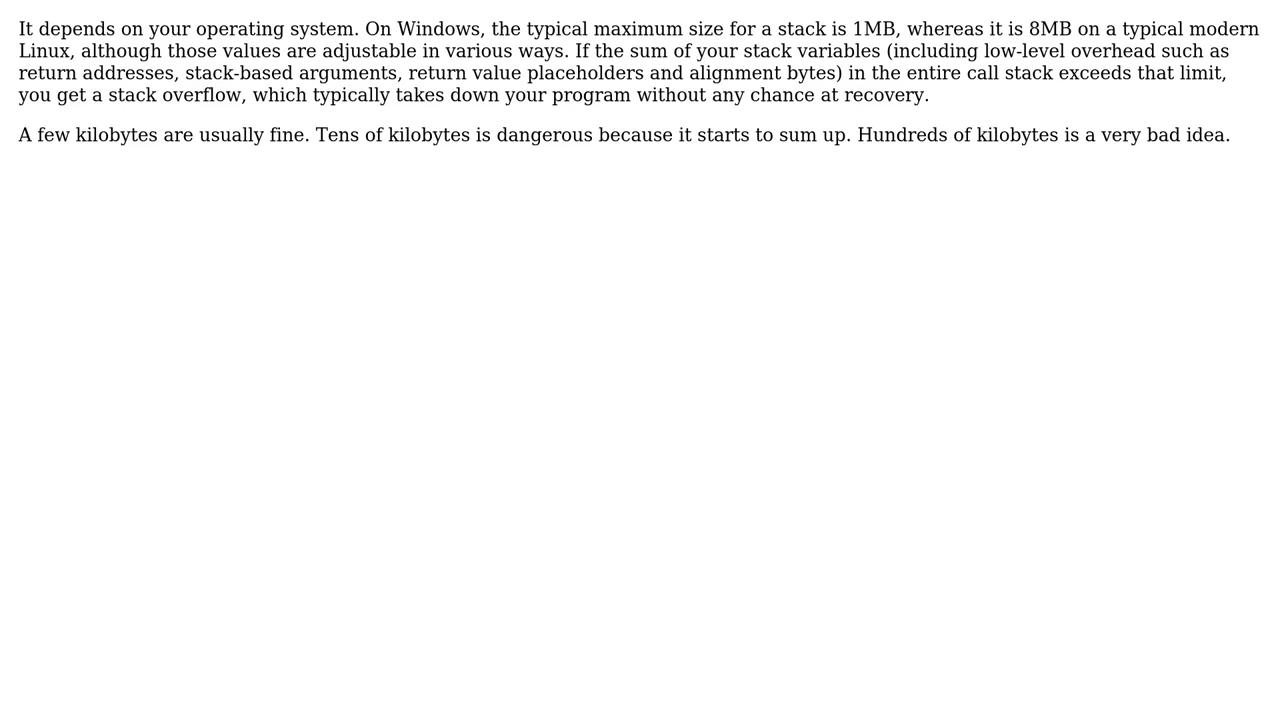 It depends on your operating system. On Windows, the typical maximum size for a stack is 1MB, whereas it is 8MB on a typical modern
Linux, although those values are adjustable in various ways. If the sum of your stack variables (including low-level overhead such as
return addresses, stack-based arguments, return value placeholders and alignment bytes) in the entire call stack exceeds that limit,
you get a stack overflow, which typically takes down your program without any chance at recovery.
A few kilobytes are usually fine. Tens of kilobytes is dangerous because it starts to sum up. Hundreds of kilobytes is a very bad idea.